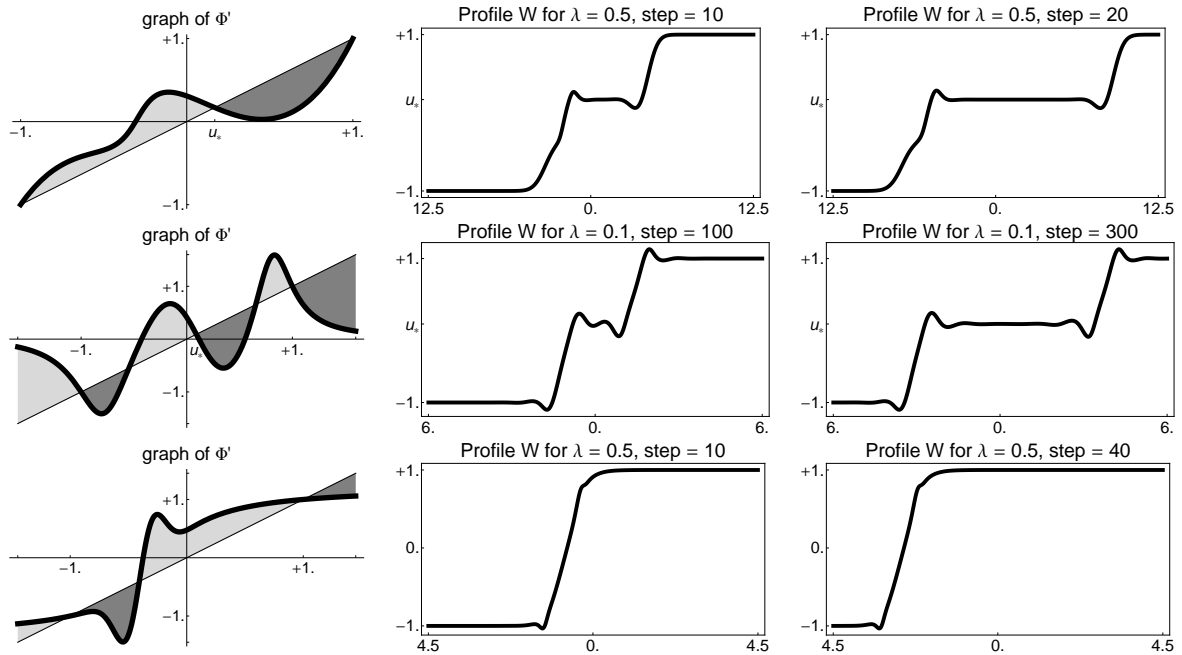 graph of Φ'
+1.
−1.
u*
+1.
−1.
Profile W for λ = 0.5, step = 10
+1.
u*
−1.
12.5
0.
12.5
Profile W for λ = 0.5, step = 20
+1.
u*
−1.
12.5
0.
12.5
graph of Φ'
+1.
−1.
u*
+1.
−1.
Profile W for λ = 0.1, step = 100
+1.
u*
−1.
6.
0.
6.
Profile W for λ = 0.1, step = 300
+1.
u*
−1.
6.
0.
6.
graph of Φ'
+1.
−1.
+1.
−1.
Profile W for λ = 0.5, step = 10
+1.
0.
−1.
4.5
0.
4.5
Profile W for λ = 0.5, step = 40
+1.
0.
−1.
4.5
0.
4.5